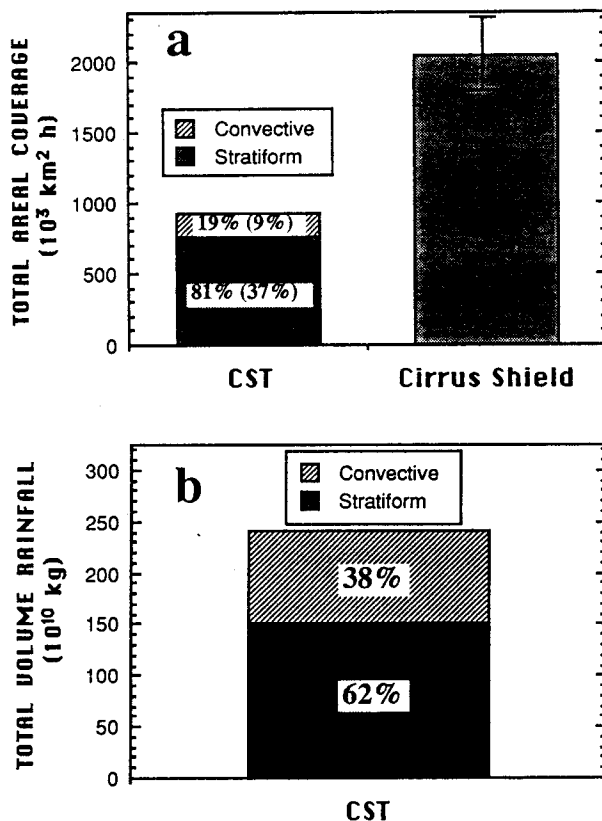 a
TOTAL AREAL COVERAGE
(10³ km² h)
2000
1500
1000
500
0
Convective
Stratiform
19% (9%)
81% (37%)
CST
Cirrus Shield
b
TOTAL VOLUME RAINFALL
(10¹⁰ kg)
300
250
200
150
100
50
0
Convective
Stratiform
38%
62%
CST